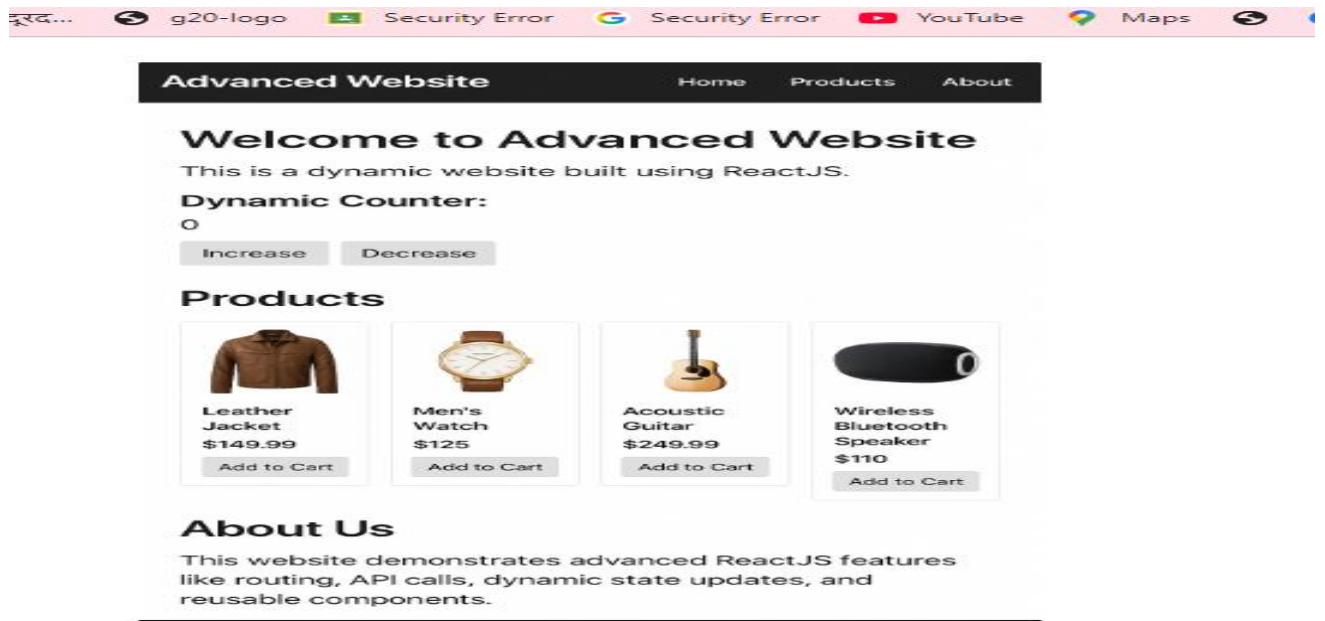 दूरद... g20-logo Security Error Security Error YouTube Maps
Advanced Website Home Products About
Welcome to Advanced Website
This is a dynamic website built using ReactJS.
Dynamic Counter:
0
Increase Decrease
Products
Leather
Jacket
$149.99
Add to Cart
Men's
Watch
$125
Add to Cart
Acoustic
Guitar
$249.99
Add to Cart
Wireless
Bluetooth
Speaker
$110
Add to Cart
About Us
This website demonstrates advanced ReactJS features
like routing, API calls, dynamic state updates, and
reusable components.